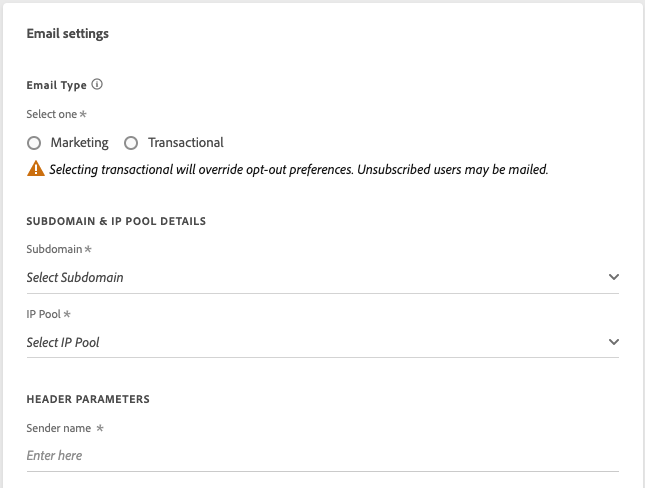 Email settings
Email Type
Select one *
Marketing Transactional
Selecting transactional will override opt-out preferences. Unsubscribed users may be mailed.
SUBDOMAIN & IP POOL DETAILS
Subdomain *
Select Subdomain
IP Pool *
Select IP Pool
HEADER PARAMETERS
Sender name *
Enter here